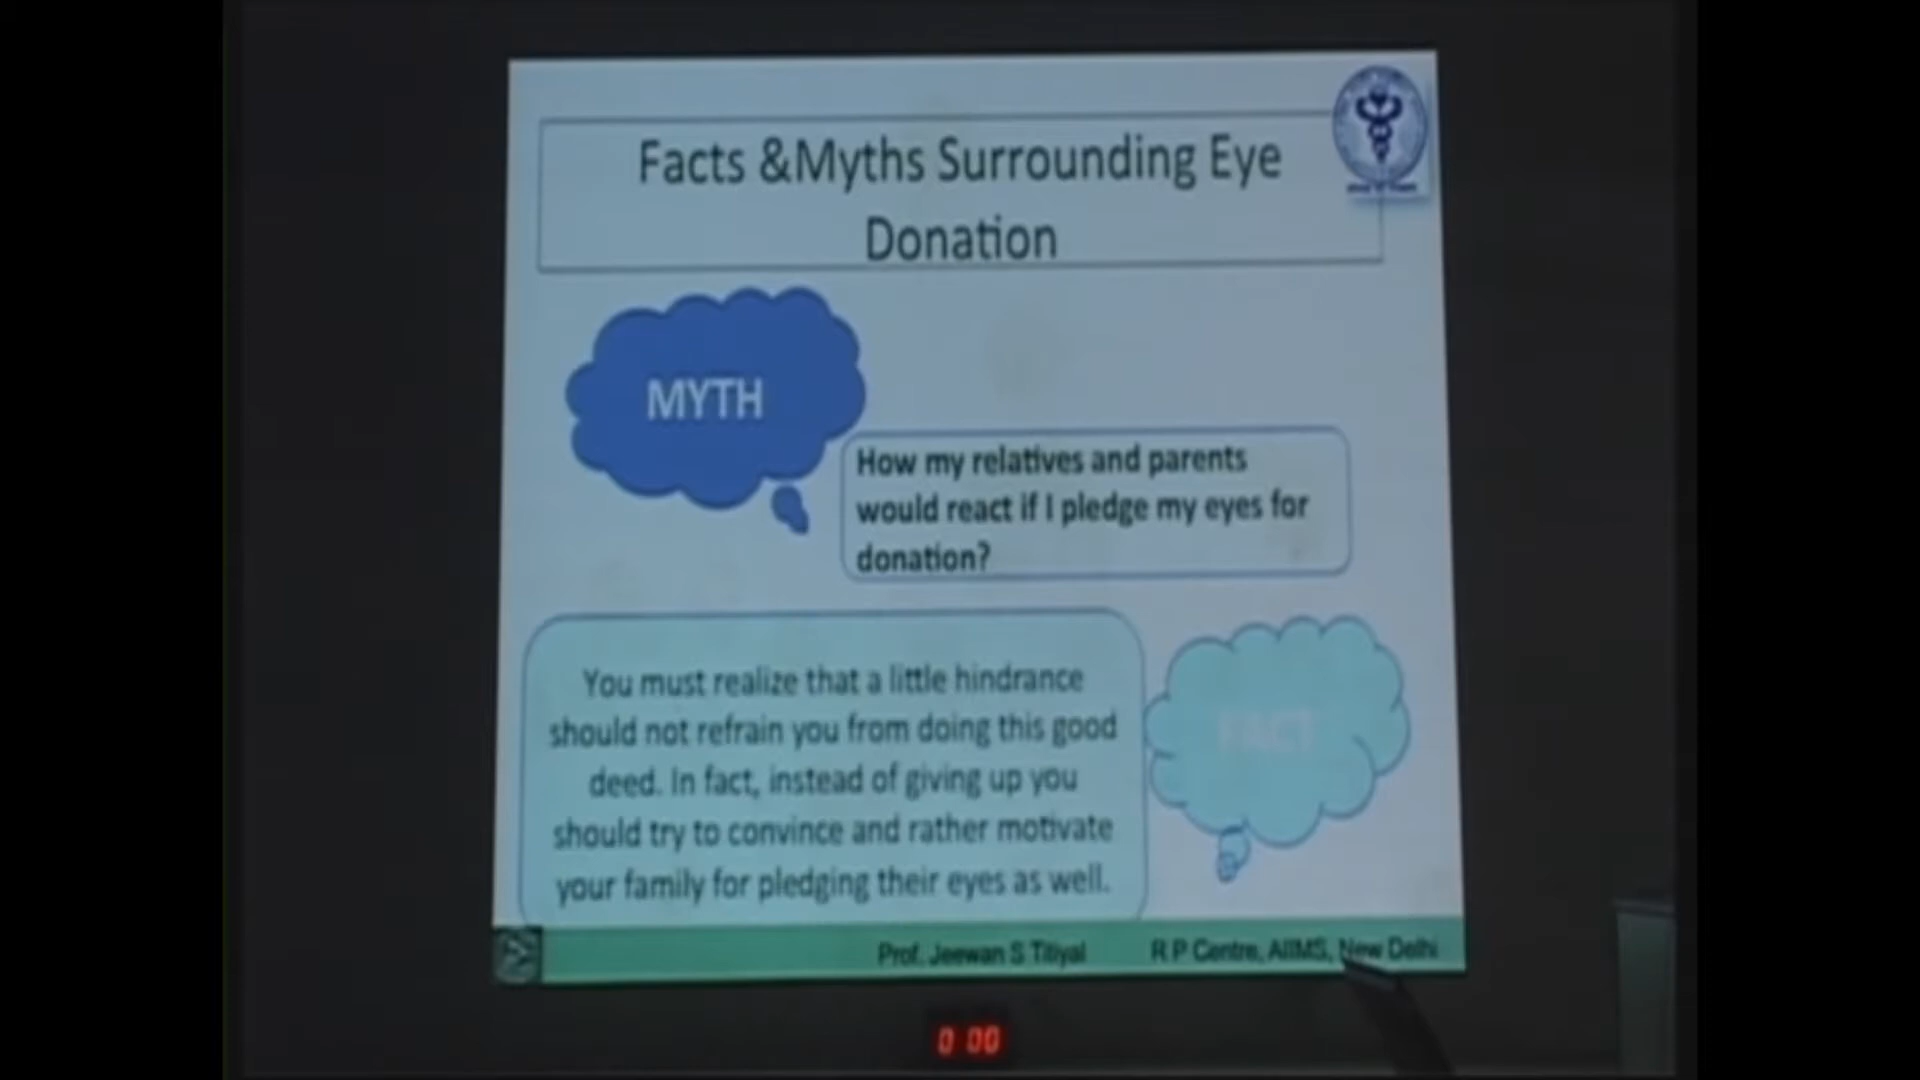 Facts &Myths Surrounding Eye
Donation
MYTH
How my relatives and parents
would react if I pledge my eyes for
donation?
You must realize that a little hindrance
should not refrain you from doing this good
deed. In fact, instead of giving up you
should try to convince and rather motivate
your family for pledging their eyes as well.
FACT
Prof. Jeewan S Titiyal
R P Centre, AIIMS, New Delhi
0 00